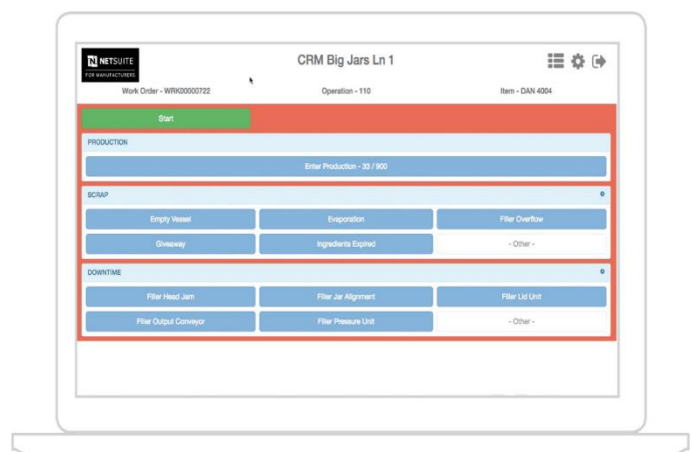 N NETSUITE
FOR MANUFACTURERS
CRM Big Jars Ln 1
Work Order - WRK00000722
Operation - 110
Item - DAN 4004
Start
PRODUCTION
Enter Production - 33 / 900
SCRAP
Empty Vessel
Evaporation
Filler Overflow
Giveaway
Ingredients Expired
- Other -
DOWNTIME
Filler Head Jam
Filler Jar Alignment
Filler Lid Unit
Filler Output Conveyor
Filler Pressure Unit
- Other -